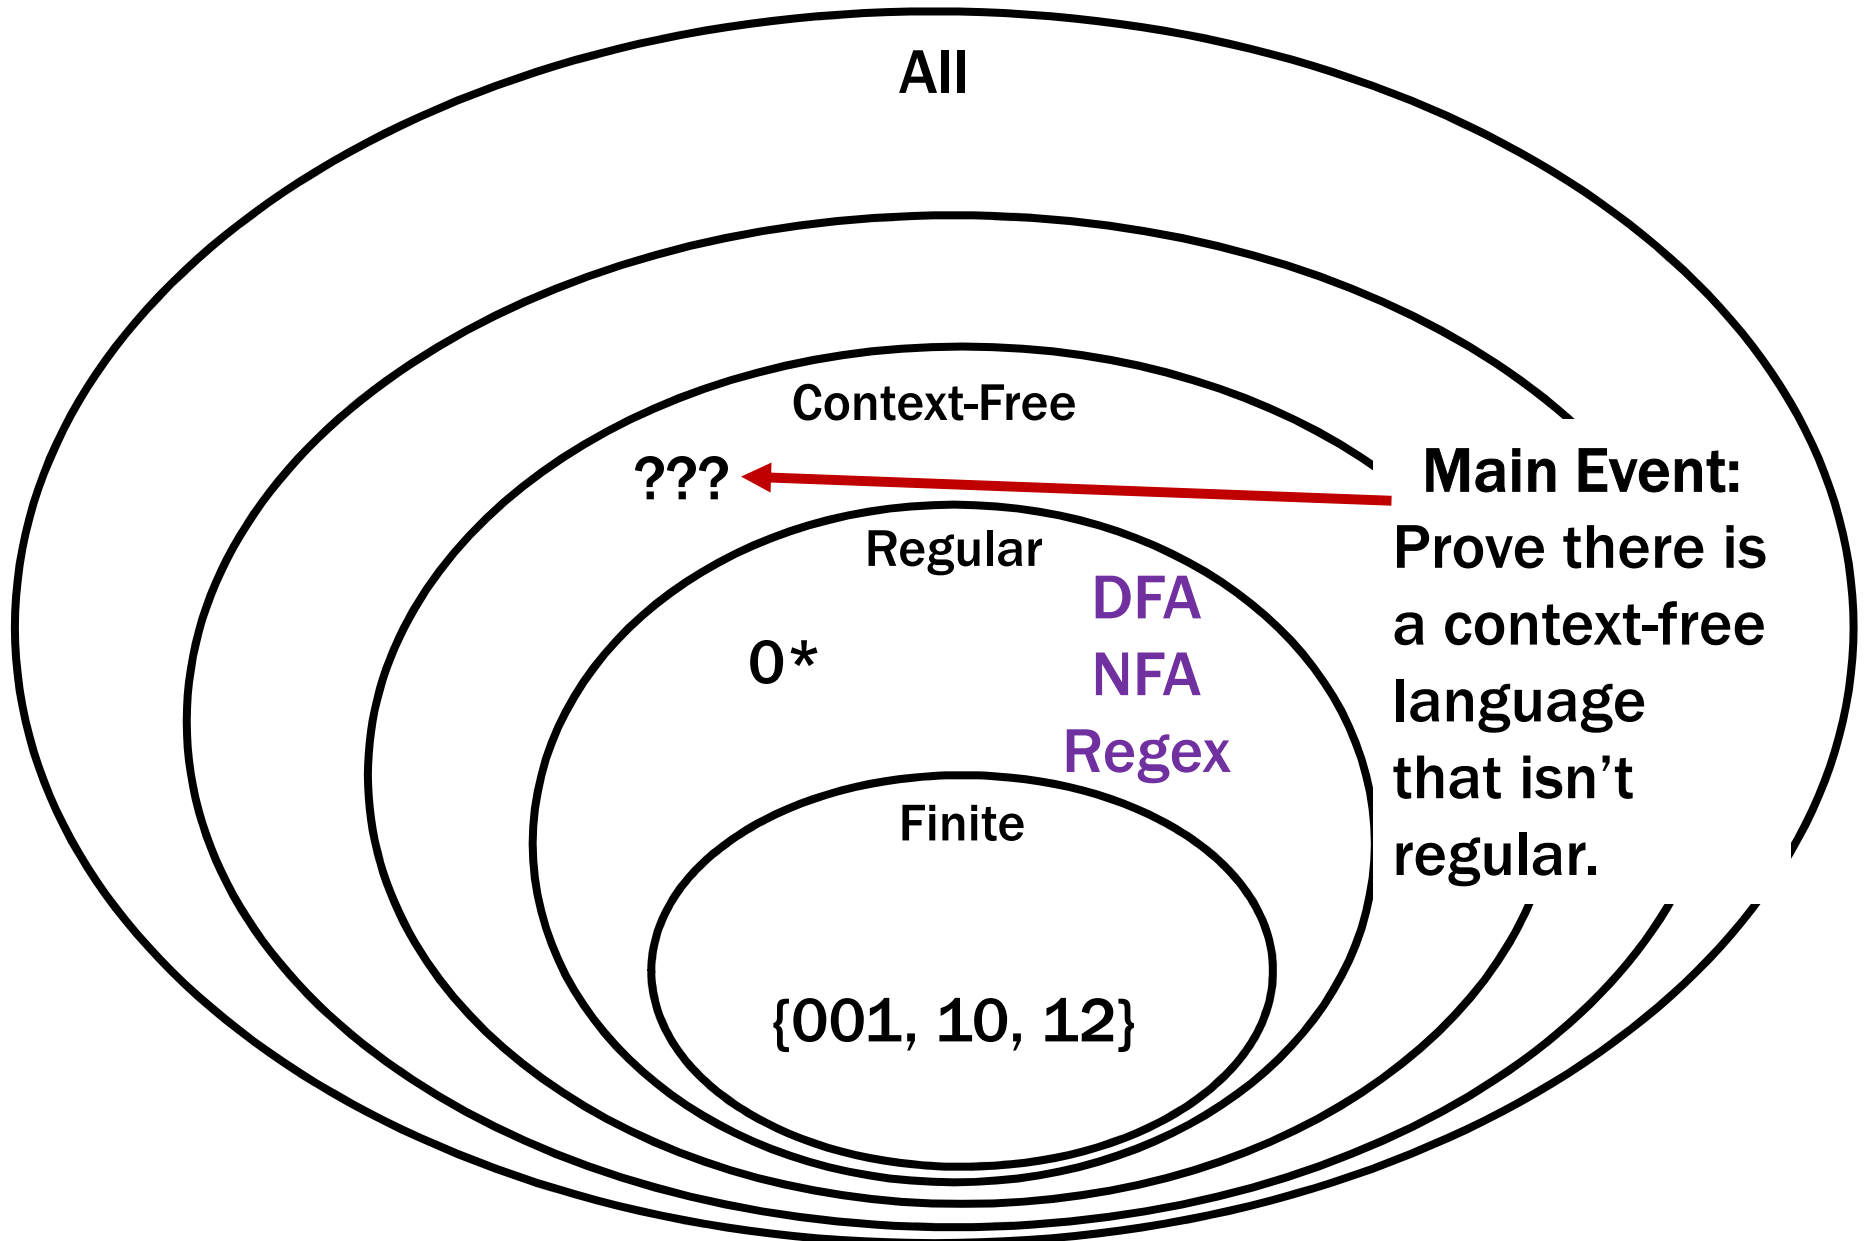 All
Context-Free
???
Main Event:
Prove there is
a context-free
language
that isn’t
regular.
Regular
DFA
NFA
Regex
0*
Finite
{001, 10, 12}